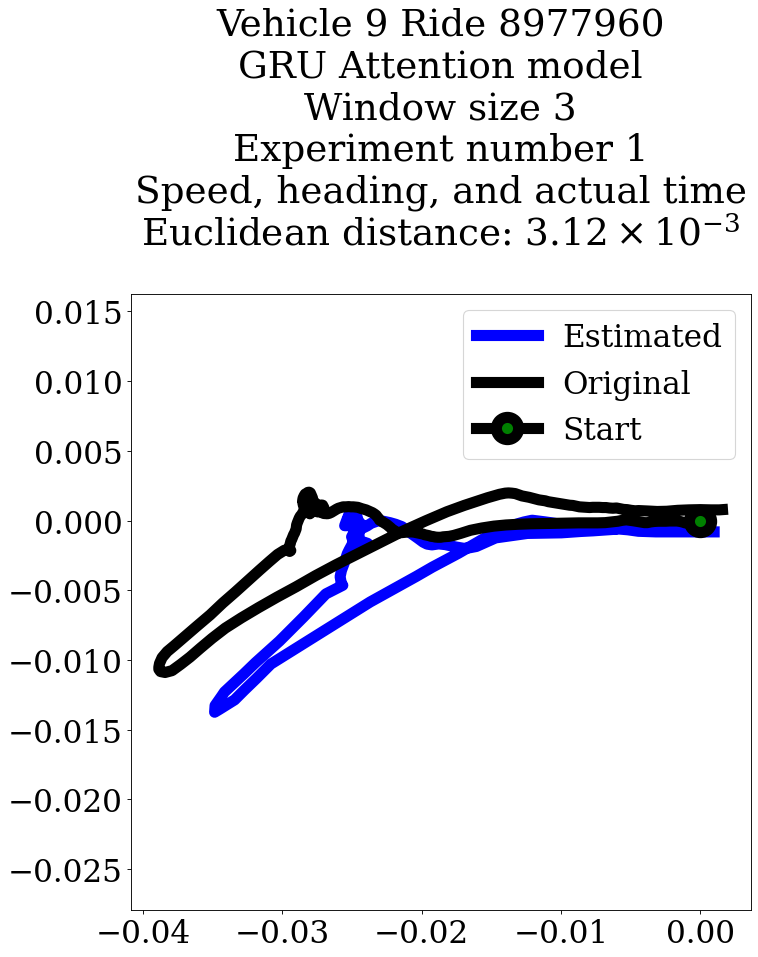 Vehicle 9 Ride 8977960
GRU Attention model
Window size 3
Experiment number 1
Speed, heading, and actual time
Euclidean distance: 3.12 × 10⁻³
Estimated
Original
Start
0.015
0.010
0.005
0.000
−0.005
−0.010
−0.015
−0.020
−0.025
−0.04 −0.03 −0.02 −0.01 0.00